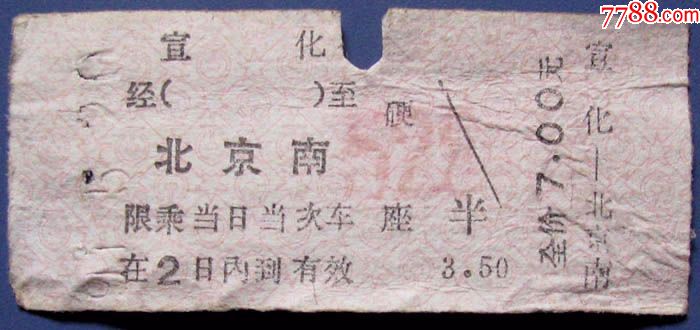 7788.com
宣化
经( )至
北京南
限乘当日当次车
在2日内到有效
硬座
半
3.50
全价7.00元
宣化—北京南